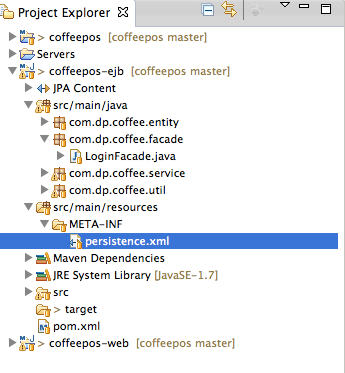 Project Explorer
> coffeepos [coffeepos master]
Servers
> coffeepos-ejb [coffeepos master]
JPA Content
src/main/java
com.dp.coffee.entity
com.dp.coffee.facade
LoginFacade.java
com.dp.coffee.service
com.dp.coffee.util
src/main/resources
META-INF
persistence.xml
Maven Dependencies
JRE System Library [JavaSE-1.7]
src
> target
pom.xml
> coffeepos-web [coffeepos master]